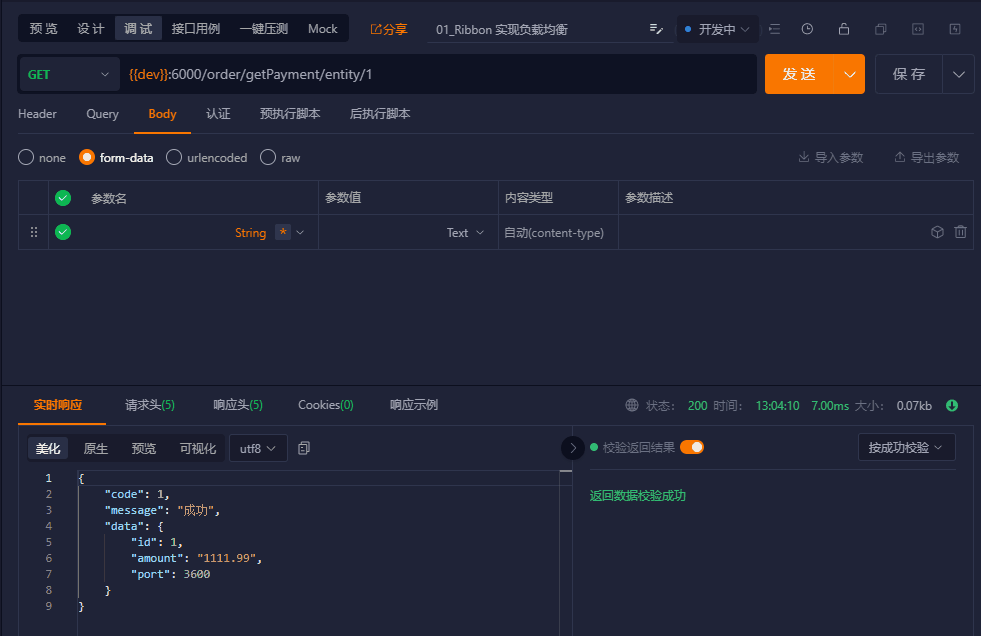 预 览 设 计 调 试 接口用例 一键压测 Mock 分享 01_Ribbon 实现负载均衡 开发中
GET {{dev}}:6000/order/getPayment/entity/1 发 送 保 存
Header Query Body 认证 预执行脚本 后执行脚本
none form-data urlencoded raw 导入参数 导出参数
参数名 参数值 内容类型 参数描述
String * Text 自动(content-type)
实时响应 请求头(5) 响应头(5) Cookies(0) 响应示例 状态: 200 时间: 13:04:10 7.00ms 大小: 0.07kb
美化 原生 预览 可视化 utf8 校验返回结果 按成功校验
返回数据校验成功
1 {
2 "code": 1,
3 "message": "成功",
4 "data": {
5 "id": 1,
6 "amount": "1111.99",
7 "port": 3600
8 }
9 }